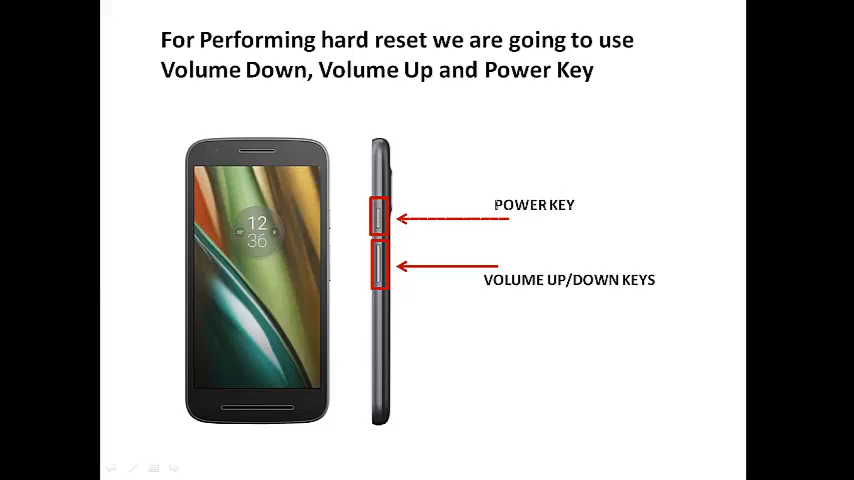 For Performing hard reset we are going to use
Volume Down, Volume Up and Power Key
12
36
POWER KEY
VOLUME UP/DOWN KEYS